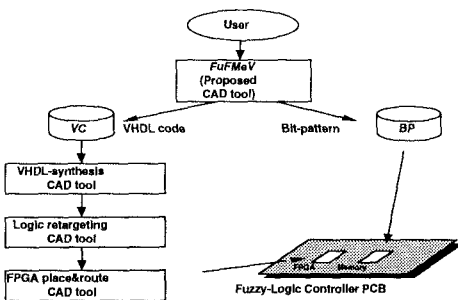 User
FuFMeV
(Proposed
CAD tool)
VC
VHDL code
Bit-pattern
BP
VHDL-synthesis
CAD tool
Logic retargeting
CAD tool
FPGA place&route
CAD tool
FPGA
Memory
Fuzzy-Logic Controller PCB